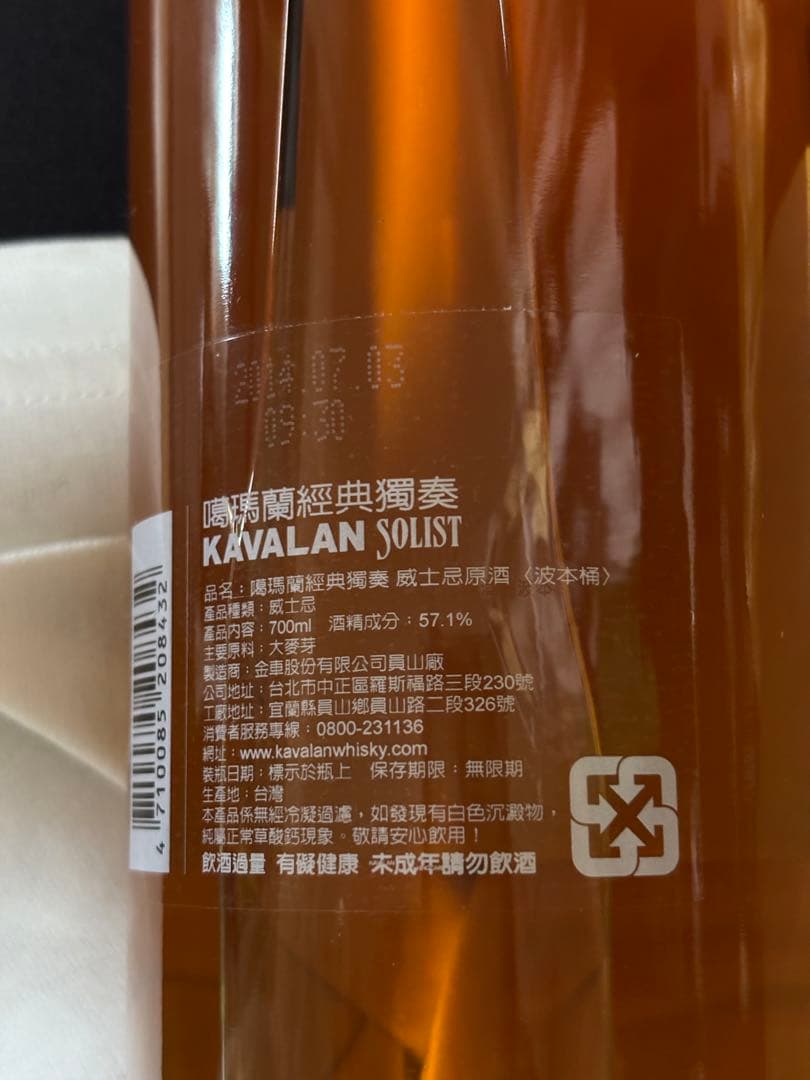 2014.07.03
09:30
噶瑪蘭經典獨奏
KAVALAN SOLIST
品名：噶瑪蘭經典獨奏 威士忌原酒〈波本桶〉
產品種類：威士忌
產品內容：700ml 酒精成分：57.1%
主要原料：大麥芽
製造商：金車股份有限公司員山廠
公司地址：台北市中正區羅斯福路三段230號
工廠地址：宜蘭縣員山鄉員山路二段326號
消費者服務專線：0800-231136
網址：www.kavalanwhisky.com
裝瓶日期：標示於瓶上 保存期限：無限期
生產地：台灣
本產品係無經冷凝過濾，如發現有白色沉澱物，
純屬正常草酸鈣現象。敬請安心飲用！
飲酒過量 有礙健康 未成年請勿飲酒
4 710085 208432